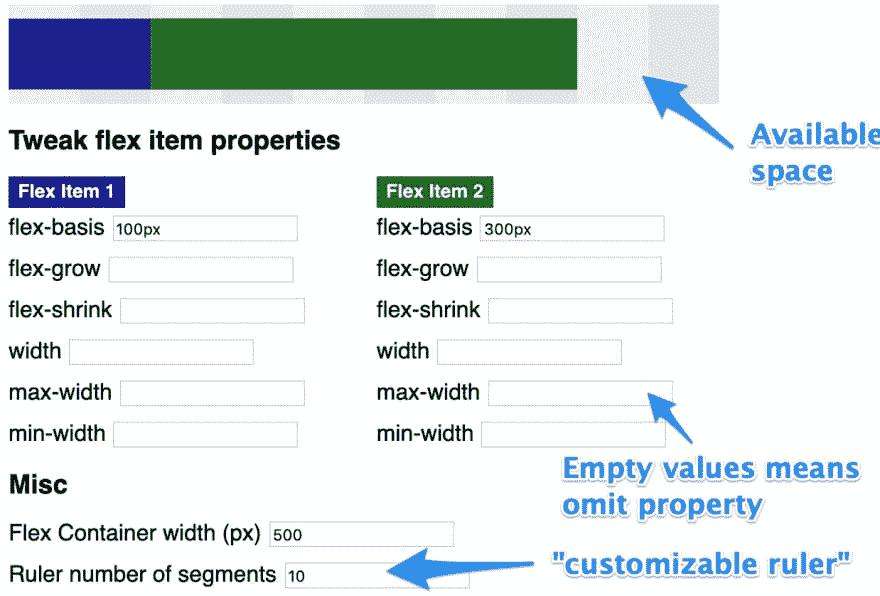 Available
space
Tweak flex item properties
Flex Item 1
flex-basis 100px
flex-grow
flex-shrink
width
max-width
min-width
Flex Item 2
flex-basis 300px
flex-grow
flex-shrink
width
max-width
min-width
Empty values means
omit property
Misc
Flex Container width (px) 500
Ruler number of segments 10
"customizable ruler"